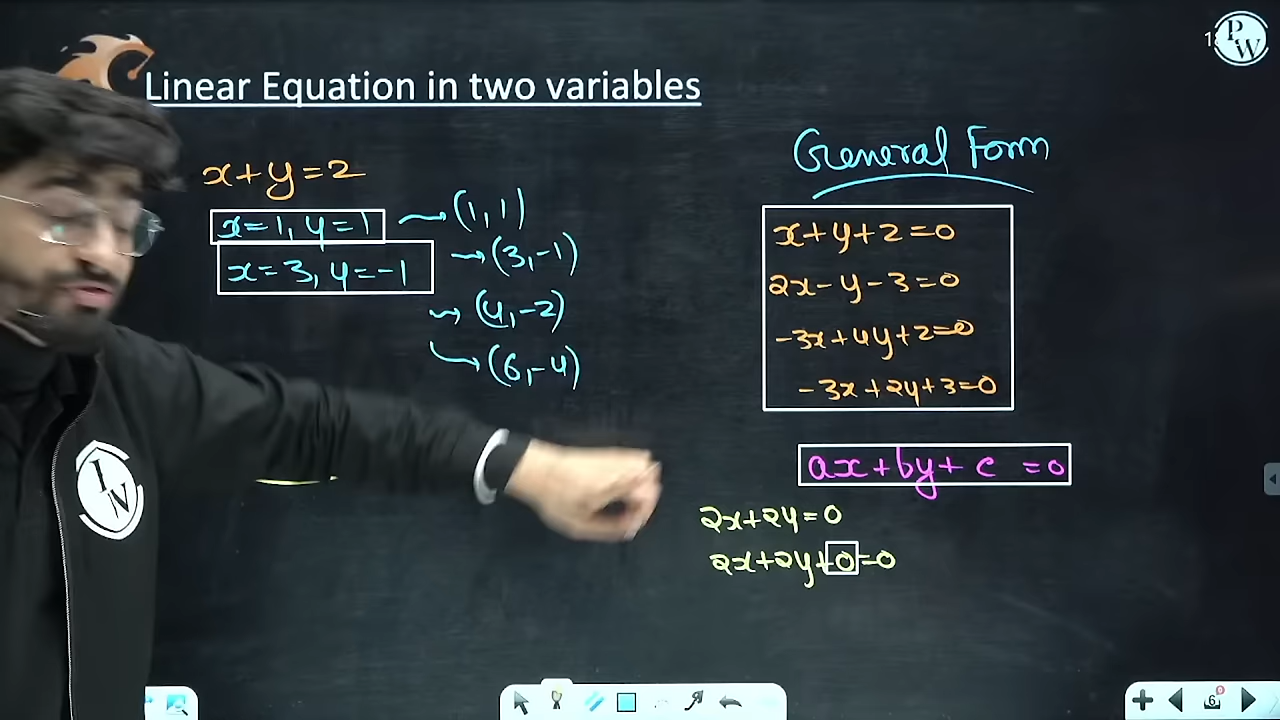 Linear Equation in two variables
x+y=2
x=1, y=1 → (1,1)
x=3, y=-1 → (3,-1)
→ (4,-2)
→ (6,-4)
General Form
x+y+2=0
2x-y-3=0
-3x+4y+2=0
-3x+2y+3=0
ax+by+c =0
2x+2y=0
2x+2y+0=0
P
W
6